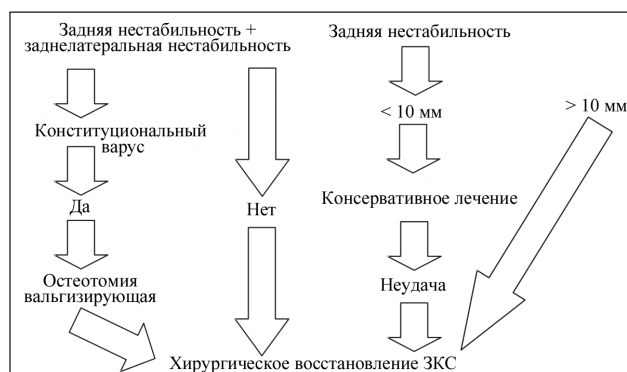 Задняя нестабильность +
заднелатеральная нестабильность
Задняя нестабильность
< 10 мм
> 10 мм
Конституциональный
варус
Да
Нет
Консервативное лечение
Остеотомия
вальгизирующая
Неудача
Хирургическое восстановление ЗКС